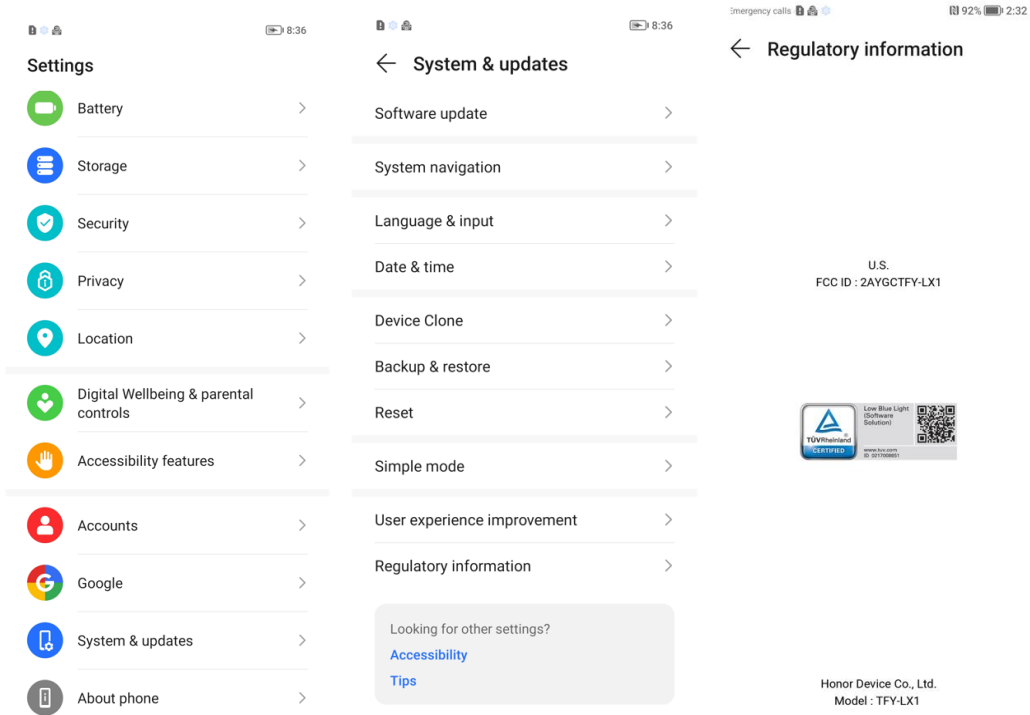 8:36
Settings
Battery
Storage
Security
Privacy
Location
Digital Wellbeing & parental
controls
Accessibility features
Accounts
Google
System & updates
About phone
8:36
System & updates
Software update
System navigation
Language & input
Date & time
Device Clone
Backup & restore
Reset
Simple mode
User experience improvement
Regulatory information
Looking for other settings?
Accessibility
Tips
Emergency calls 92% 2:32
Regulatory information
U.S.
FCC ID : 2AYGCTFY-LX1
TÜVRheinland
CERTIFIED
Low Blue Light
(Software
Solution)
www.tuv.com
ID 0217008651
Honor Device Co., Ltd.
Model : TFY-LX1